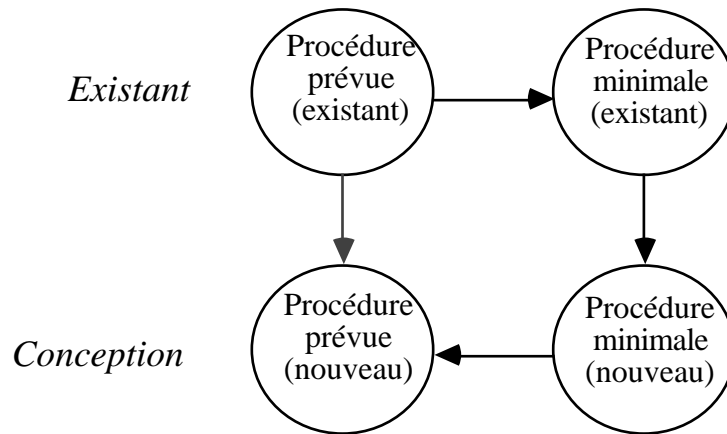 Existant
Procédure
prévue
(existant)
Procédure
minimale
(existant)
Conception
Procédure
prévue
(nouveau)
Procédure
minimale
(nouveau)